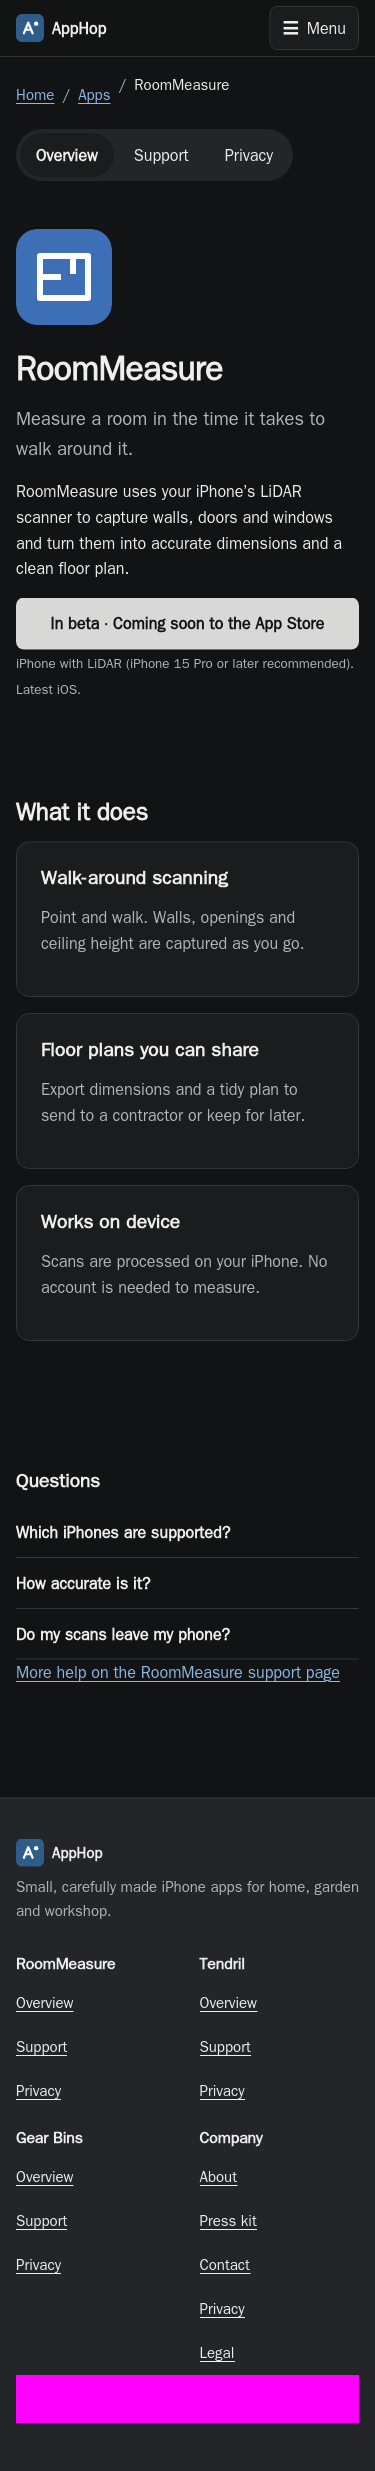 AppHop
☰ Menu
Home / Apps / RoomMeasure
Overview Support Privacy
RoomMeasure
Measure a room in the time it takes to
walk around it.
RoomMeasure uses your iPhone's LiDAR
scanner to capture walls, doors and windows
and turn them into accurate dimensions and a
clean floor plan.
In beta · Coming soon to the App Store
iPhone with LiDAR (iPhone 15 Pro or later recommended).
Latest iOS.
What it does
Walk-around scanning
Point and walk. Walls, openings and
ceiling height are captured as you go.
Floor plans you can share
Export dimensions and a tidy plan to
send to a contractor or keep for later.
Works on device
Scans are processed on your iPhone. No
account is needed to measure.
Questions
Which iPhones are supported?
How accurate is it?
Do my scans leave my phone?
More help on the RoomMeasure support page
AppHop
Small, carefully made iPhone apps for home, garden
and workshop.
RoomMeasure
Overview
Support
Privacy
Tendril
Overview
Support
Privacy
Gear Bins
Overview
Support
Privacy
Company
About
Press kit
Contact
Privacy
Legal